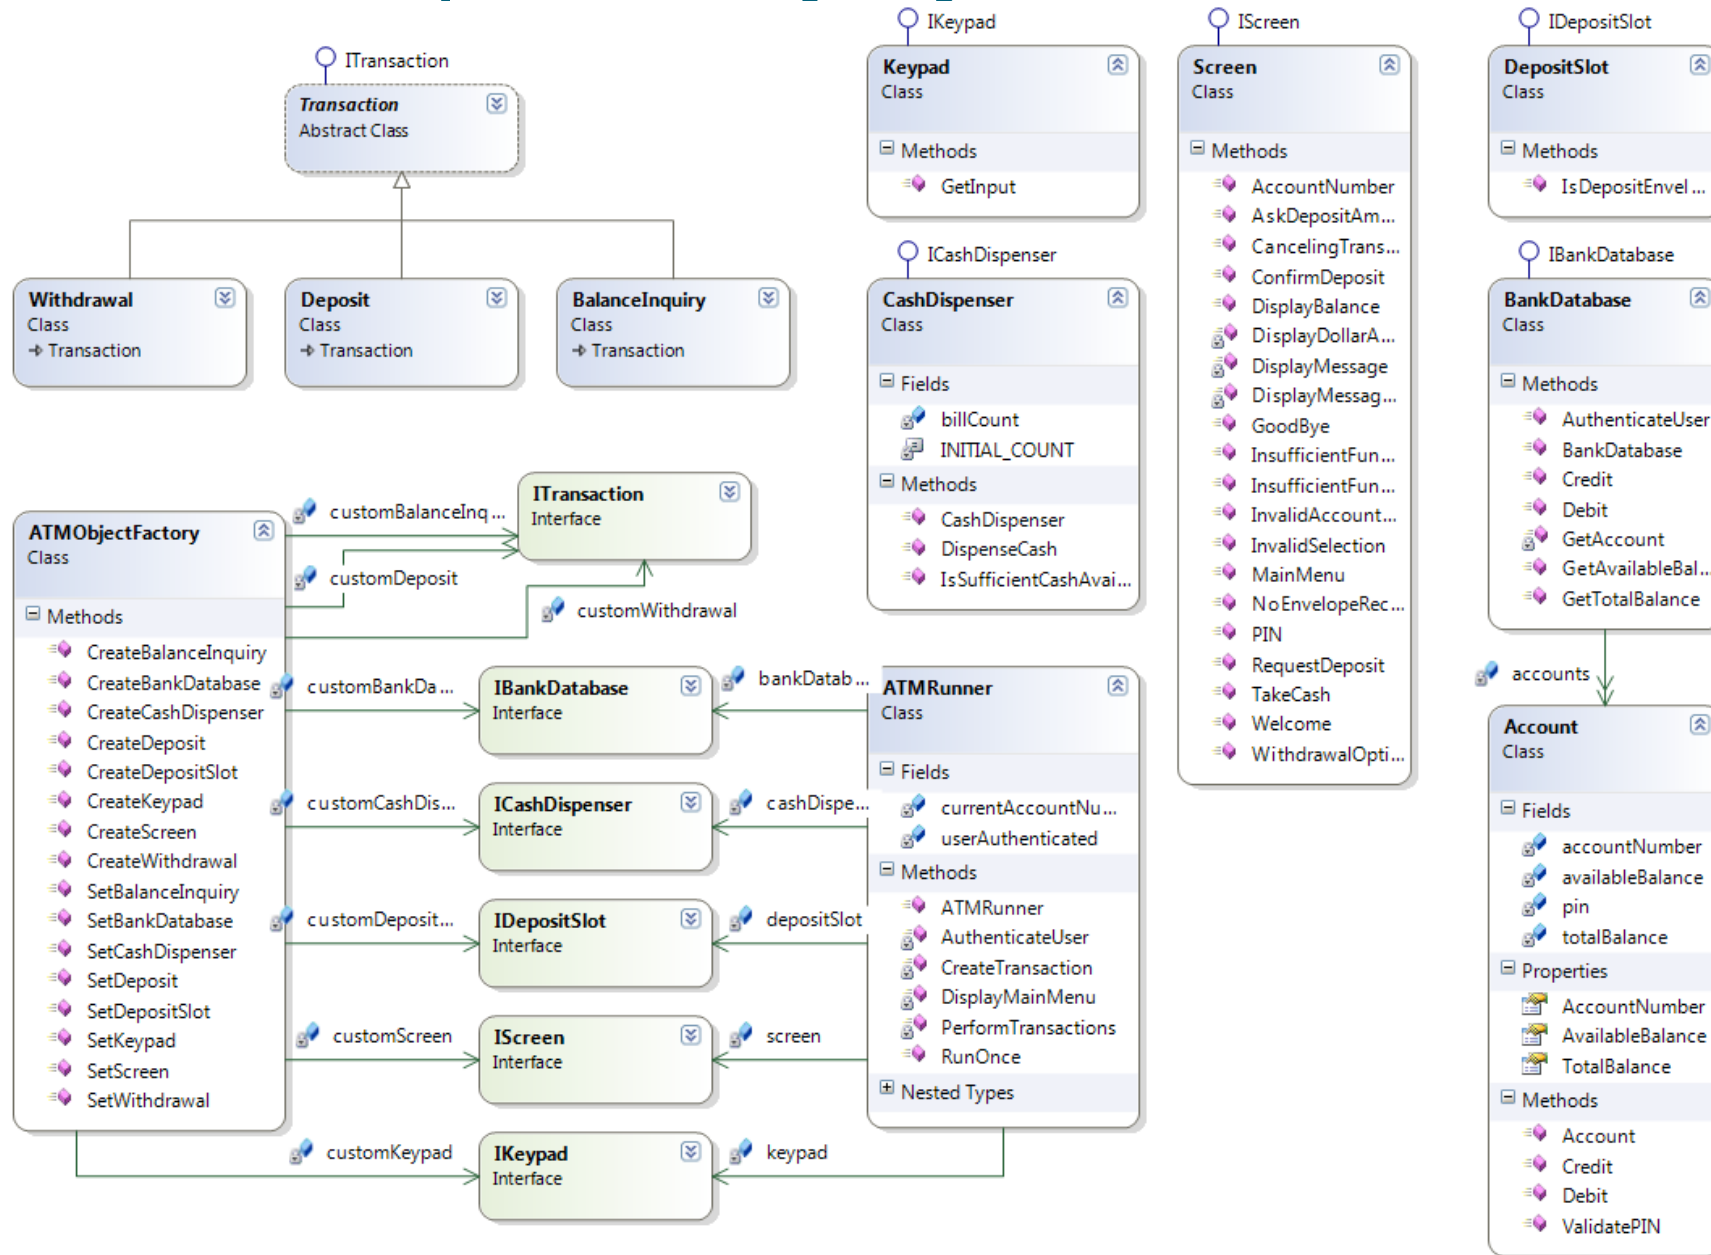 ITransaction
Transaction
Abstract Class
Withdrawal
Class
Transaction
Deposit
Class
Transaction
BalanceInquiry
Class
Transaction
ATMObjectFactory
Class
Methods
CreateBalanceInquiry
CreateBankDatabase
CreateCashDispenser
CreateDeposit
CreateDepositSlot
CreateKeypad
CreateScreen
CreateWithdrawal
SetBalanceInquiry
SetBankDatabase
SetCashDispenser
SetDeposit
SetDepositSlot
SetKeypad
SetScreen
SetWithdrawal
customBalanceInq...
customDeposit
customWithdrawal
customBankDa...
customCashDis...
customDeposit...
customScreen
customKeypad
ITransaction
Interface
IBankDatabase
Interface
ICashDispenser
Interface
IDepositSlot
Interface
IScreen
Interface
IKeypad
Interface
bankDatab...
cashDispe...
depositSlot
screen
keypad
IKeypad
Keypad
Class
Methods
GetInput
ICashDispenser
CashDispenser
Class
Fields
billCount
INITIAL_COUNT
Methods
CashDispenser
DispenseCash
IsSufficientCashAvai...
ATMRunner
Class
Fields
currentAccountNu...
userAuthenticated
Methods
ATMRunner
AuthenticateUser
CreateTransaction
DisplayMainMenu
PerformTransactions
RunOnce
Nested Types
IScreen
Screen
Class
Methods
AccountNumber
AskDepositAm...
CancelingTrans...
ConfirmDeposit
DisplayBalance
DisplayDollarA...
DisplayMessage
DisplayMessag...
GoodBye
InsufficientFun...
InsufficientFun...
InvalidAccount...
InvalidSelection
MainMenu
NoEnvelopeRec...
PIN
RequestDeposit
TakeCash
Welcome
WithdrawalOpti...
IDepositSlot
DepositSlot
Class
Methods
IsDepositEnvel...
IBankDatabase
BankDatabase
Class
Methods
AuthenticateUser
BankDatabase
Credit
Debit
GetAccount
GetAvailableBal...
GetTotalBalance
accounts
Account
Class
Fields
accountNumber
availableBalance
pin
totalBalance
Properties
AccountNumber
AvailableBalance
TotalBalance
Methods
Account
Credit
Debit
ValidatePIN